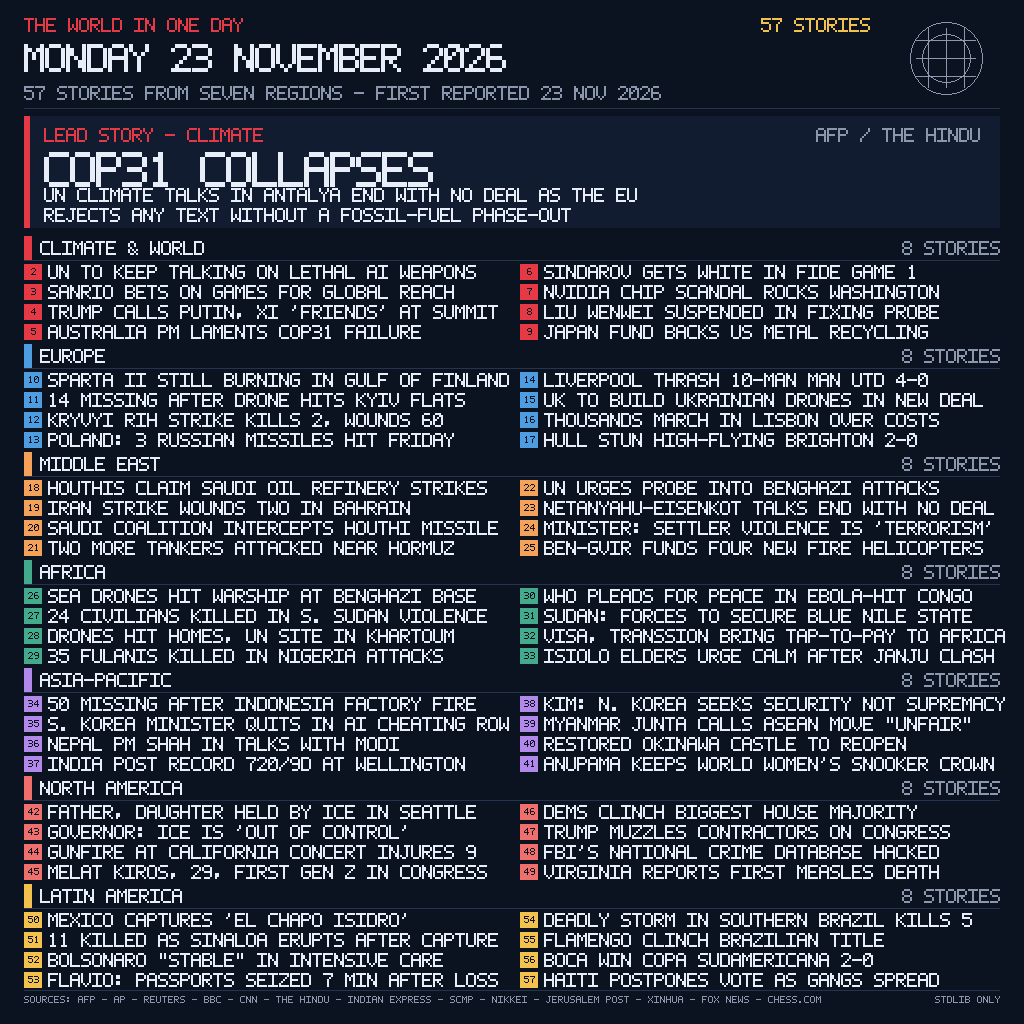 THE WORLD IN ONE DAY
57 STORIES
MONDAY 23 NOVEMBER 2026
57 STORIES FROM SEVEN REGIONS - FIRST REPORTED 23 NOV 2026
LEAD STORY - CLIMATE
AFP / THE HINDU
COP31 COLLAPSES
UN CLIMATE TALKS IN ANTALYA END WITH NO DEAL AS THE EU
REJECTS ANY TEXT WITHOUT A FOSSIL-FUEL PHASE-OUT
CLIMATE & WORLD
8 STORIES
2 UN TO KEEP TALKING ON LETHAL AI WEAPONS
3 SANRIO BETS ON GAMES FOR GLOBAL REACH
4 TRUMP CALLS PUTIN, XI 'FRIENDS' AT SUMMIT
5 AUSTRALIA PM LAMENTS COP31 FAILURE
6 SINDAROV GETS WHITE IN FIDE GAME 1
7 NVIDIA CHIP SCANDAL ROCKS WASHINGTON
8 LIU WENWEI SUSPENDED IN FIXING PROBE
9 JAPAN FUND BACKS US METAL RECYCLING
EUROPE
8 STORIES
10 SPARTA II STILL BURNING IN GULF OF FINLAND
11 14 MISSING AFTER DRONE HITS KYIV FLATS
12 KRYVYI RIH STRIKE KILLS 2, WOUNDS 60
13 POLAND: 3 RUSSIAN MISSILES HIT FRIDAY
14 LIVERPOOL THRASH 10-MAN MAN UTD 4-0
15 UK TO BUILD UKRAINIAN DRONES IN NEW DEAL
16 THOUSANDS MARCH IN LISBON OVER COSTS
17 HULL STUN HIGH-FLYING BRIGHTON 2-0
MIDDLE EAST
8 STORIES
18 HOUTHIS CLAIM SAUDI OIL REFINERY STRIKES
19 IRAN STRIKE WOUNDS TWO IN BAHRAIN
20 SAUDI COALITION INTERCEPTS HOUTHI MISSILE
21 TWO MORE TANKERS ATTACKED NEAR HORMUZ
22 UN URGES PROBE INTO BENGHAZI ATTACKS
23 NETANYAHU-EISENKOT TALKS END WITH NO DEAL
24 MINISTER: SETTLER VIOLENCE IS 'TERRORISM'
25 BEN-GVIR FUNDS FOUR NEW FIRE HELICOPTERS
AFRICA
8 STORIES
26 SEA DRONES HIT WARSHIP AT BENGHAZI BASE
27 24 CIVILIANS KILLED IN S. SUDAN VIOLENCE
28 DRONES HIT HOMES, UN SITE IN KHARTOUM
29 35 FULANIS KILLED IN NIGERIA ATTACKS
30 WHO PLEADS FOR PEACE IN EBOLA-HIT CONGO
31 SUDAN: FORCES TO SECURE BLUE NILE STATE
32 VISA, TRANSSION BRING TAP-TO-PAY TO AFRICA
33 ISIOLO ELDERS URGE CALM AFTER JANJU CLASH
ASIA-PACIFIC
8 STORIES
34 50 MISSING AFTER INDONESIA FACTORY FIRE
35 S. KOREA MINISTER QUITS IN AI CHEATING ROW
36 NEPAL PM SHAH IN TALKS WITH MODI
37 INDIA POST RECORD 720/9D AT WELLINGTON
38 KIM: N. KOREA SEEKS SECURITY NOT SUPREMACY
39 MYANMAR JUNTA CALLS ASEAN MOVE "UNFAIR"
40 RESTORED OKINAWA CASTLE TO REOPEN
41 ANUPAMA KEEPS WORLD WOMEN'S SNOOKER CROWN
NORTH AMERICA
8 STORIES
42 FATHER, DAUGHTER HELD BY ICE IN SEATTLE
43 GOVERNOR: ICE IS 'OUT OF CONTROL'
44 GUNFIRE AT CALIFORNIA CONCERT INJURES 9
45 MELAT KIROS, 29, FIRST GEN Z IN CONGRESS
46 DEMS CLINCH BIGGEST HOUSE MAJORITY
47 TRUMP MUZZLES CONTRACTORS ON CONGRESS
48 FBI'S NATIONAL CRIME DATABASE HACKED
49 VIRGINIA REPORTS FIRST MEASLES DEATH
LATIN AMERICA
8 STORIES
50 MEXICO CAPTURES 'EL CHAPO ISIDRO'
51 11 KILLED AS SINALOA ERUPTS AFTER CAPTURE
52 BOLSONARO "STABLE" IN INTENSIVE CARE
53 FLAVIO: PASSPORTS SEIZED 7 MIN AFTER LOSS
54 DEADLY STORM IN SOUTHERN BRAZIL KILLS 5
55 FLAMENGO CLINCH BRAZILIAN TITLE
56 BOCA WIN COPA SUDAMERICANA 2-0
57 HAITI POSTPONES VOTE AS GANGS SPREAD
SOURCES: AFP - AP - REUTERS - BBC - CNN - THE HINDU - INDIAN EXPRESS - SCMP - NIKKEI - JERUSALEM POST - XINHUA - FOX NEWS - CHESS.COM
STDLIB ONLY